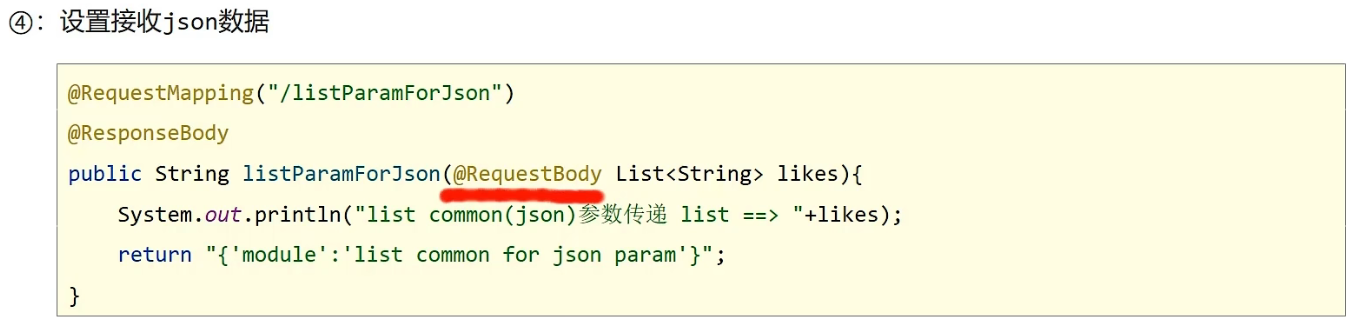 ④：设置接收json数据
@RequestMapping("/listParamForJson")
@ResponseBody
public String listParamForJson(@RequestBody List<String> likes){
    System.out.println("list common(json)参数传递 list ==> "+likes);
    return "{'module':'list common for json param'}";
}